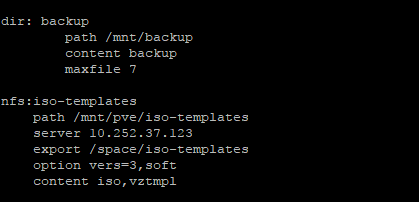 dir: backup
path /mnt/backup
content backup
maxfile 7
nfs:iso-templates
path /mnt/pve/iso-templates
server 10.252.37.123
export /space/iso-templates
option vers=3,soft
content iso,vztmpl